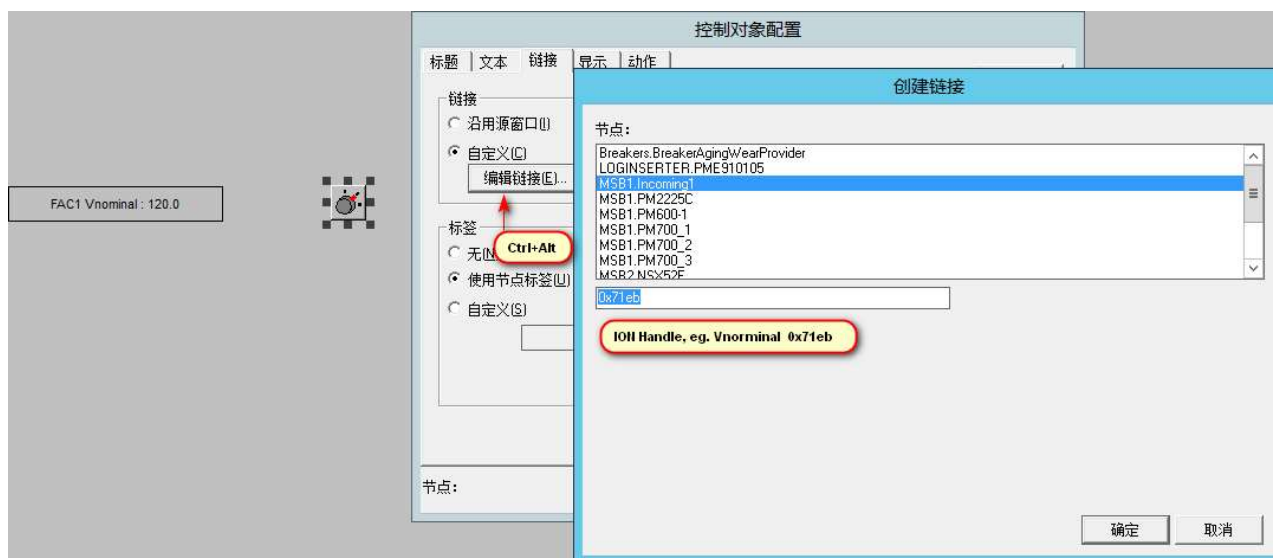 控制对象配置
标题 文本 链接 显示 动作
创建链接
链接
沿用源窗口(I)
自定义(C)
编辑链接(E)...
Ctrl+Alt
标签
无(N
使用节点标签(U)
自定义(S)
节点:
FAC1 Vnominal : 120.0
节点:
Breakers.BreakerAgingWearProvider
LOGINSERTER.PME910105
MSB1.Incoming1
MSB1.PM2225C
MSB1.PM600-1
MSB1.PM700_1
MSB1.PM700_2
MSB1.PM700_3
MSB2.NSX52E
0x71eb
ION Handle, eg. Vnorminal 0x71eb
确定 取消